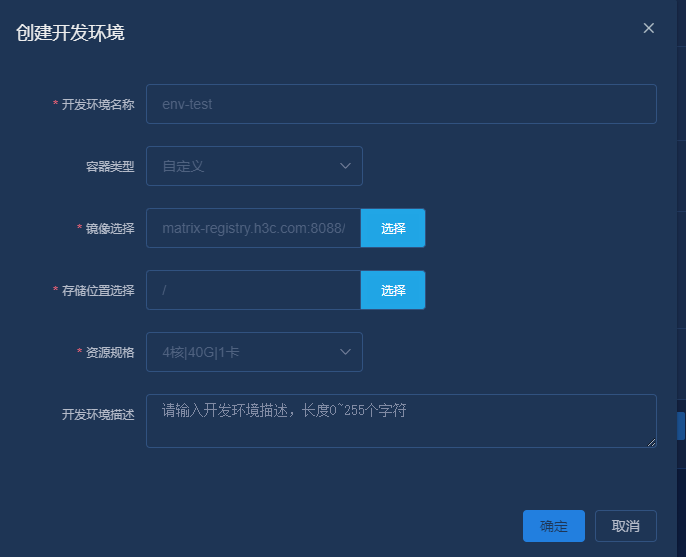 创建开发环境
* 开发环境名称 env-test
容器类型 自定义
* 镜像选择 matrix-registry.h3c.com:8088/ 选择
* 存储位置选择 / 选择
* 资源规格 4核|40G|1卡
开发环境描述 请输入开发环境描述，长度0~255个字符
确定 取消